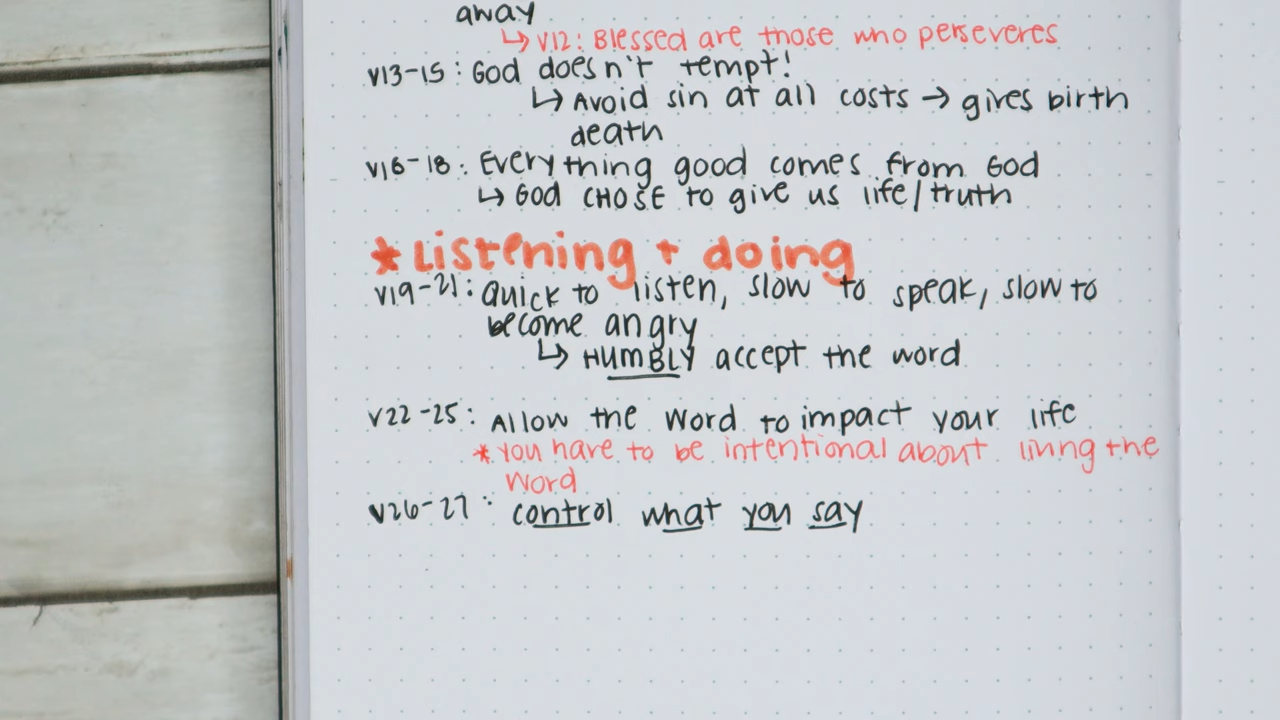 away
↳ V12: Blessed are those who perseveres
V13-15: God doesn't tempt!
↳ Avoid sin at all costs → gives birth
death
V16-18: Everything good comes from God
↳ God CHOSE to give us life/truth
* Listening + doing
V19-21: Quick to listen, slow to speak, slow to
become angry
↳ HUMBLY accept the word
V22-25: Allow the Word to impact your life
* you have to be intentional about living the
Word
V26-27: control what you say